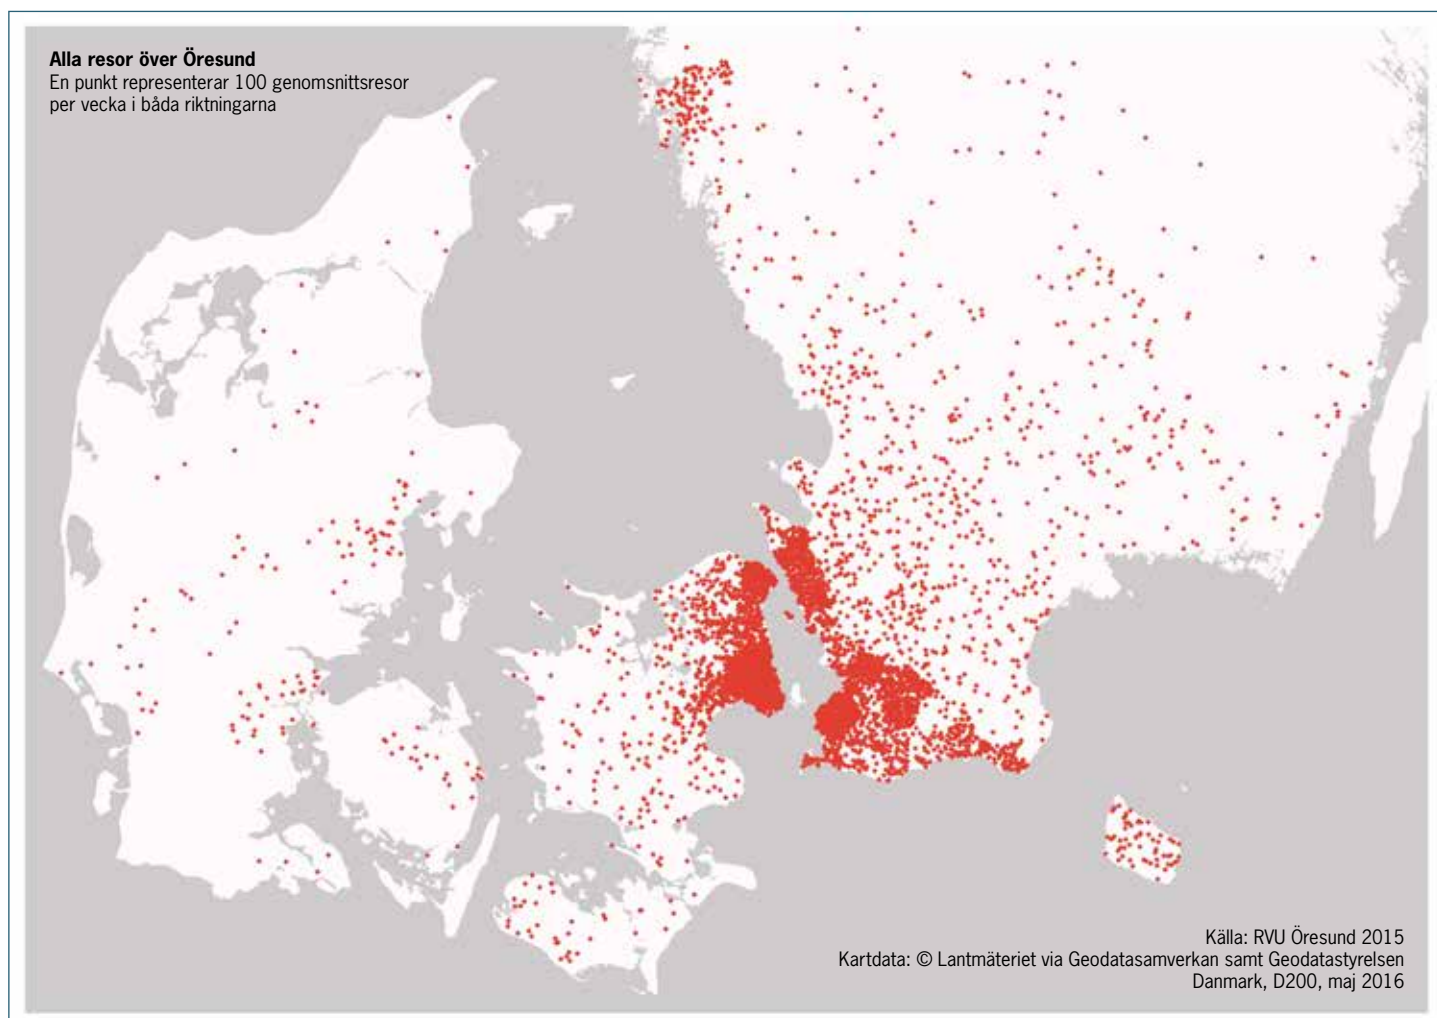 Alla resor över Öresund
En punkt representerar 100 genomsnittsresor
per vecka i båda riktningarna
Källa: RVU Öresund 2015
Kartdata: © Lantmäteriet via Geodatasamverkan samt Geodatastyrelsen
Danmark, D200, maj 2016